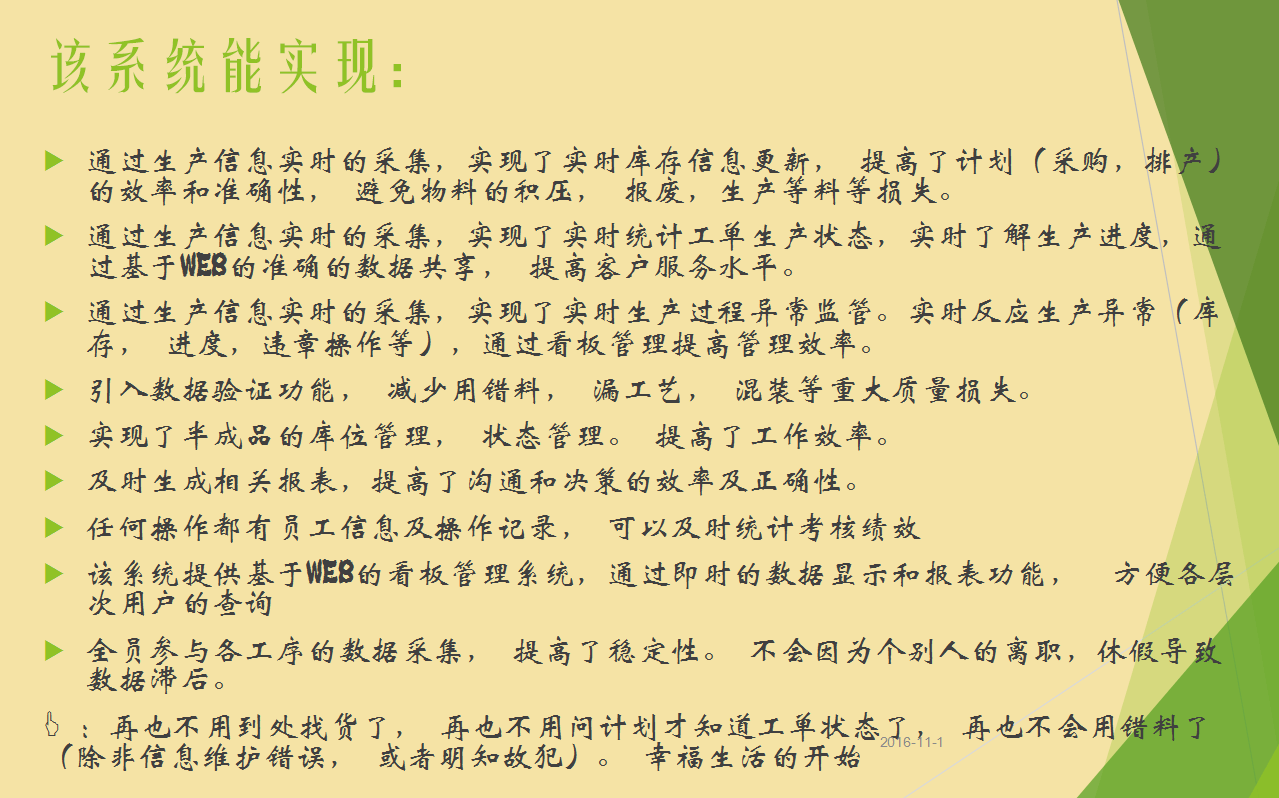 该系统能实现:
通过生产信息实时的采集,实现了实时库存信息更新, 提高了计划(采购,排产)
的效率和准确性, 避免物料的积压, 报废,生产等料等损失。
通过生产信息实时的采集,实现了实时统计工单生产状态,实时了解生产进度,通
过基于WEB的准确的数据共享, 提高客户服务水平。
通过生产信息实时的采集,实现了实时生产过程异常监管。实时反应生产异常(库
存, 进度,违章操作等),通过看板管理提高管理效率。
引入数据验证功能, 减少用错料, 漏工艺, 混装等重大质量损失。
实现了半成品的库位管理, 状态管理。 提高了工作效率。
及时生成相关报表,提高了沟通和决策的效率及正确性。
任何操作都有员工信息及操作记录, 可以及时统计考核绩效
该系统提供基于WEB的看板管理系统,通过即时的数据显示和报表功能, 方便各层
次用户的查询
全员参与各工序的数据采集, 提高了稳定性。 不会因为个别人的离职,休假导致
数据滞后。
👆:再也不用到处找货了, 再也不用问计划才知道工单状态了, 再也不会用错料了
(除非信息维护错误, 或者明知故犯)。 幸福生活的开始
2016-11-1